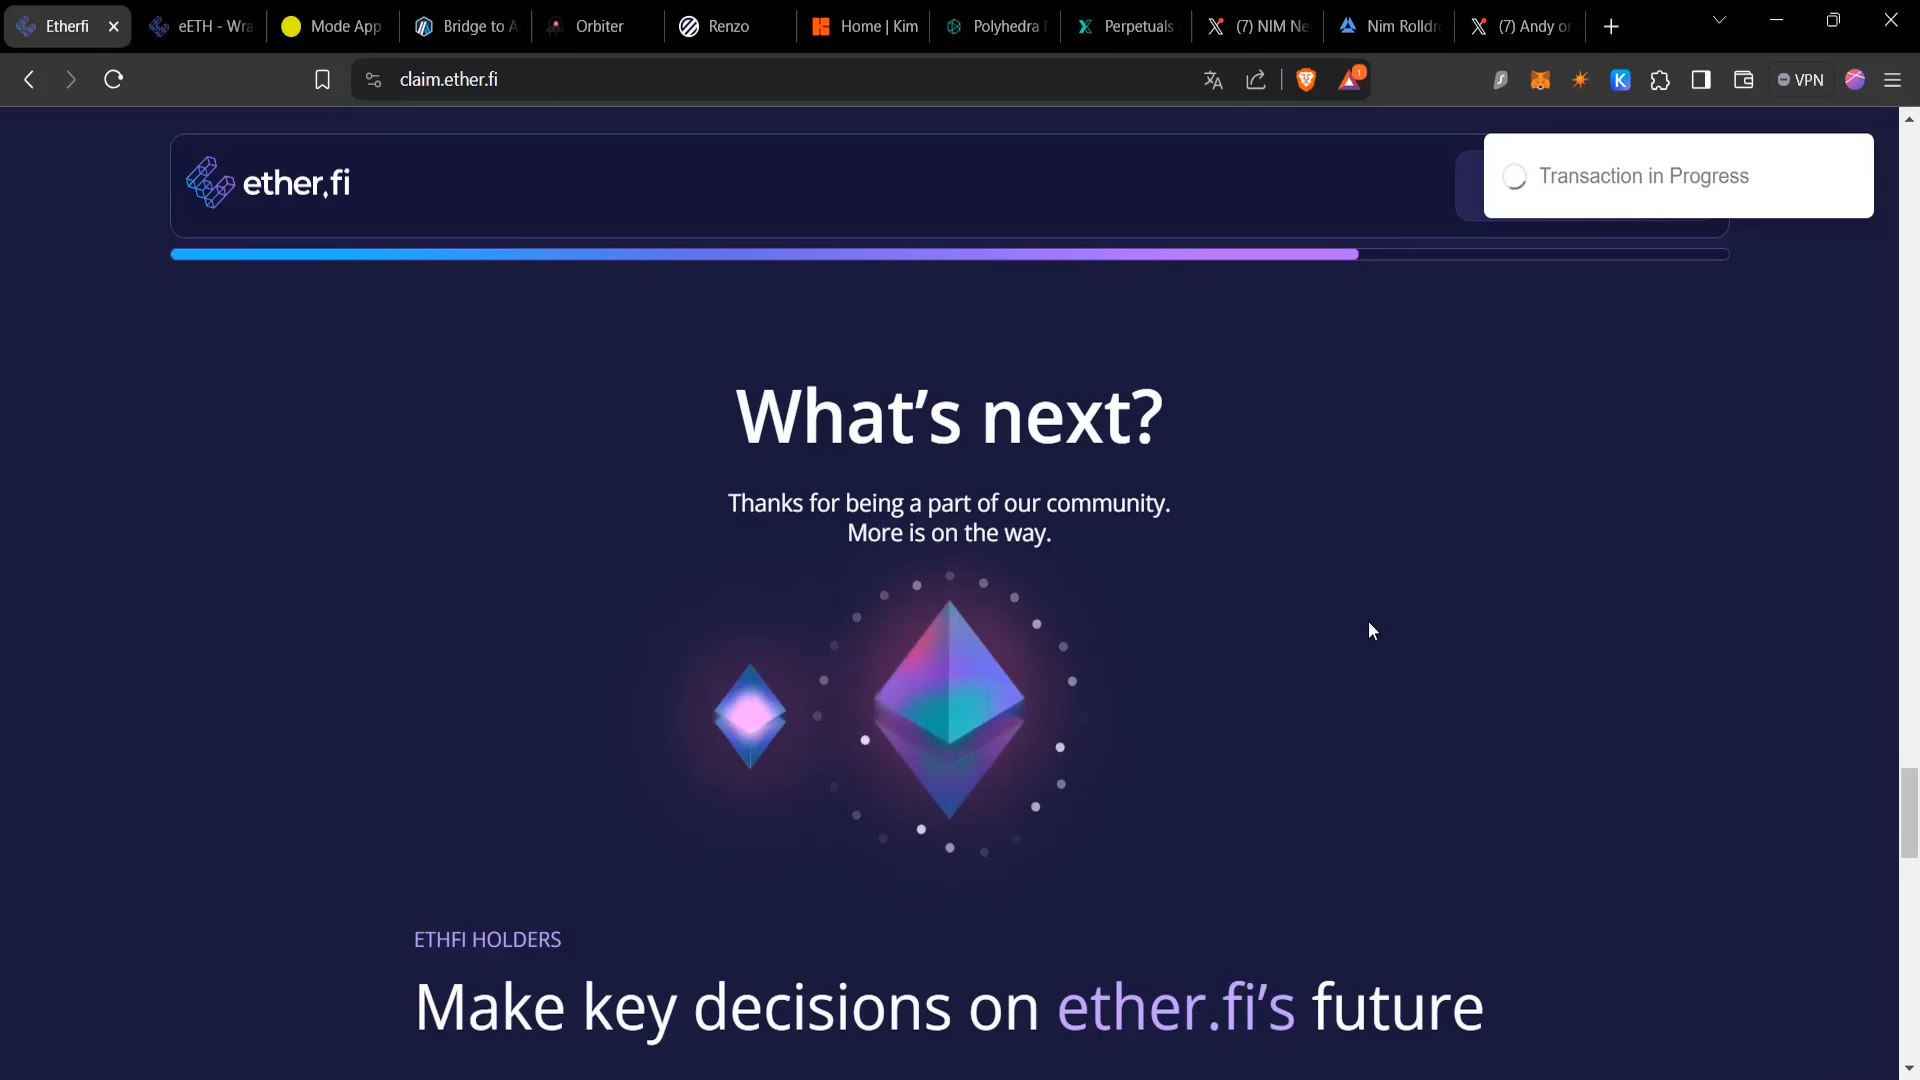 Etherfi
eETH - Wra
Mode App
Bridge to A
Orbiter
Renzo
Home | Kim
Polyhedra
Perpetuals
(7) NIM Ne
Nim Rolldr
(7) Andy on
claim.ether.fi
1
K
VPN
ether.fi
Transaction in Progress
What's next?
Thanks for being a part of our community.
More is on the way.
ETHFI HOLDERS
Make key decisions on ether.fi's future